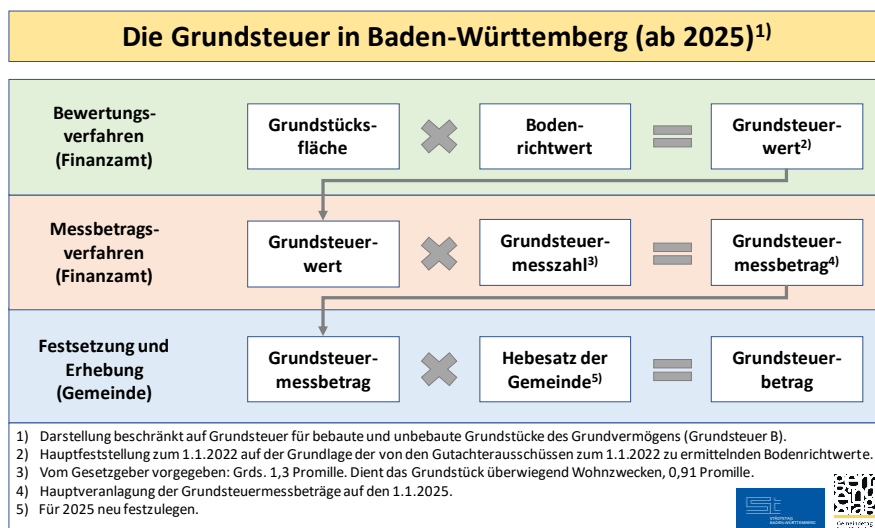 Die Grundsteuer in Baden-Württemberg (ab 2025)1)
Bewertungs-
verfahren
(Finanzamt)
Grundstücks-
fläche
Boden-
richtwert
Grundsteuer-
wert2)
Messbetrags-
verfahren
(Finanzamt)
Grundsteuer-
wert
Grundsteuer-
messzahl3)
Grundsteuer-
messbetrag4)
Festsetzung und
Erhebung
(Gemeinde)
Grundsteuer-
messbetrag
Hebesatz der
Gemeinde5)
Grundsteuer-
betrag
1) Darstellung beschränkt auf Grundsteuer für bebaute und unbebaute Grundstücke des Grundvermögens (Grundsteuer B).
2) Hauptfeststellung zum 1.1.2022 auf der Grundlage der von den Gutachterausschüssen zum 1.1.2022 zu ermittelnden Bodenrichtwerte.
3) Vom Gesetzgeber vorgegeben: Grds. 1,3 Promille. Dient das Grundstück überwiegend Wohnzwecken, 0,91 Promille.
4) Hauptveranlagung der Grundsteuermessbeträge auf den 1.1.2025.
5) Für 2025 neu festzulegen.
STÄDTETAG
BADEN-WÜRTTEMBERG
Gemeindetag